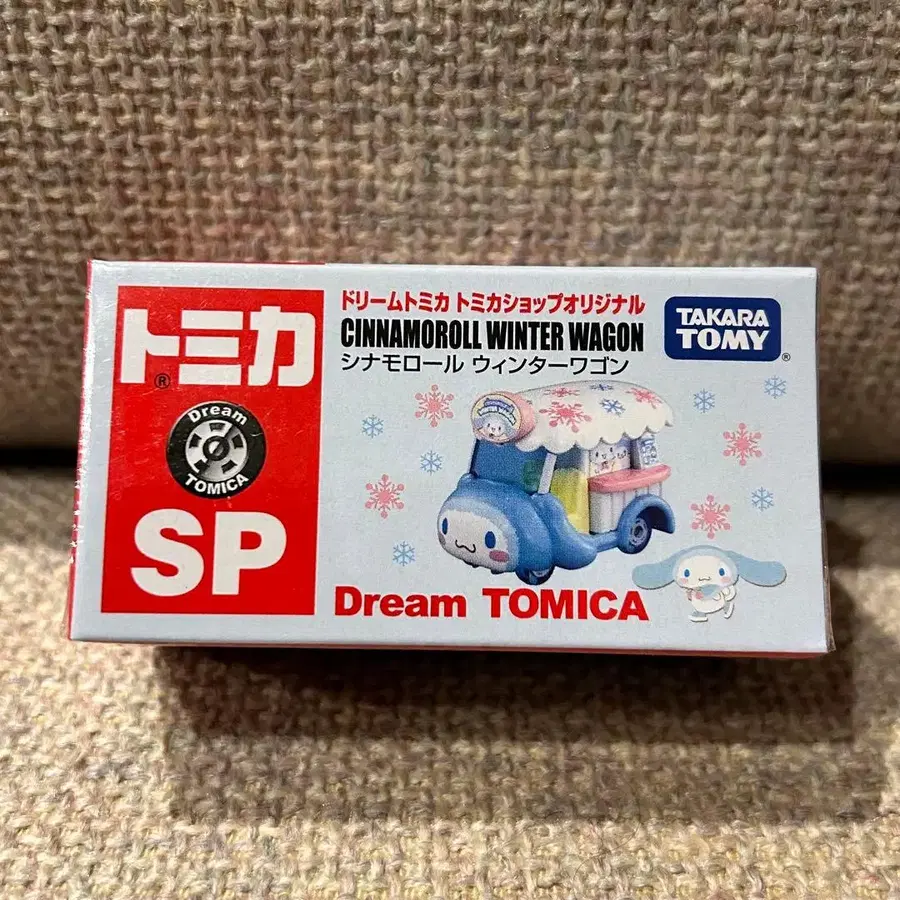 トミカ
®
Dream
TOMICA
SP
ドリームトミカ トミカショップオリジナル
CINNAMOROLL WINTER WAGON
シナモロール ウィンターワゴン
TAKARA
TOMY
®
Dream TOMICA